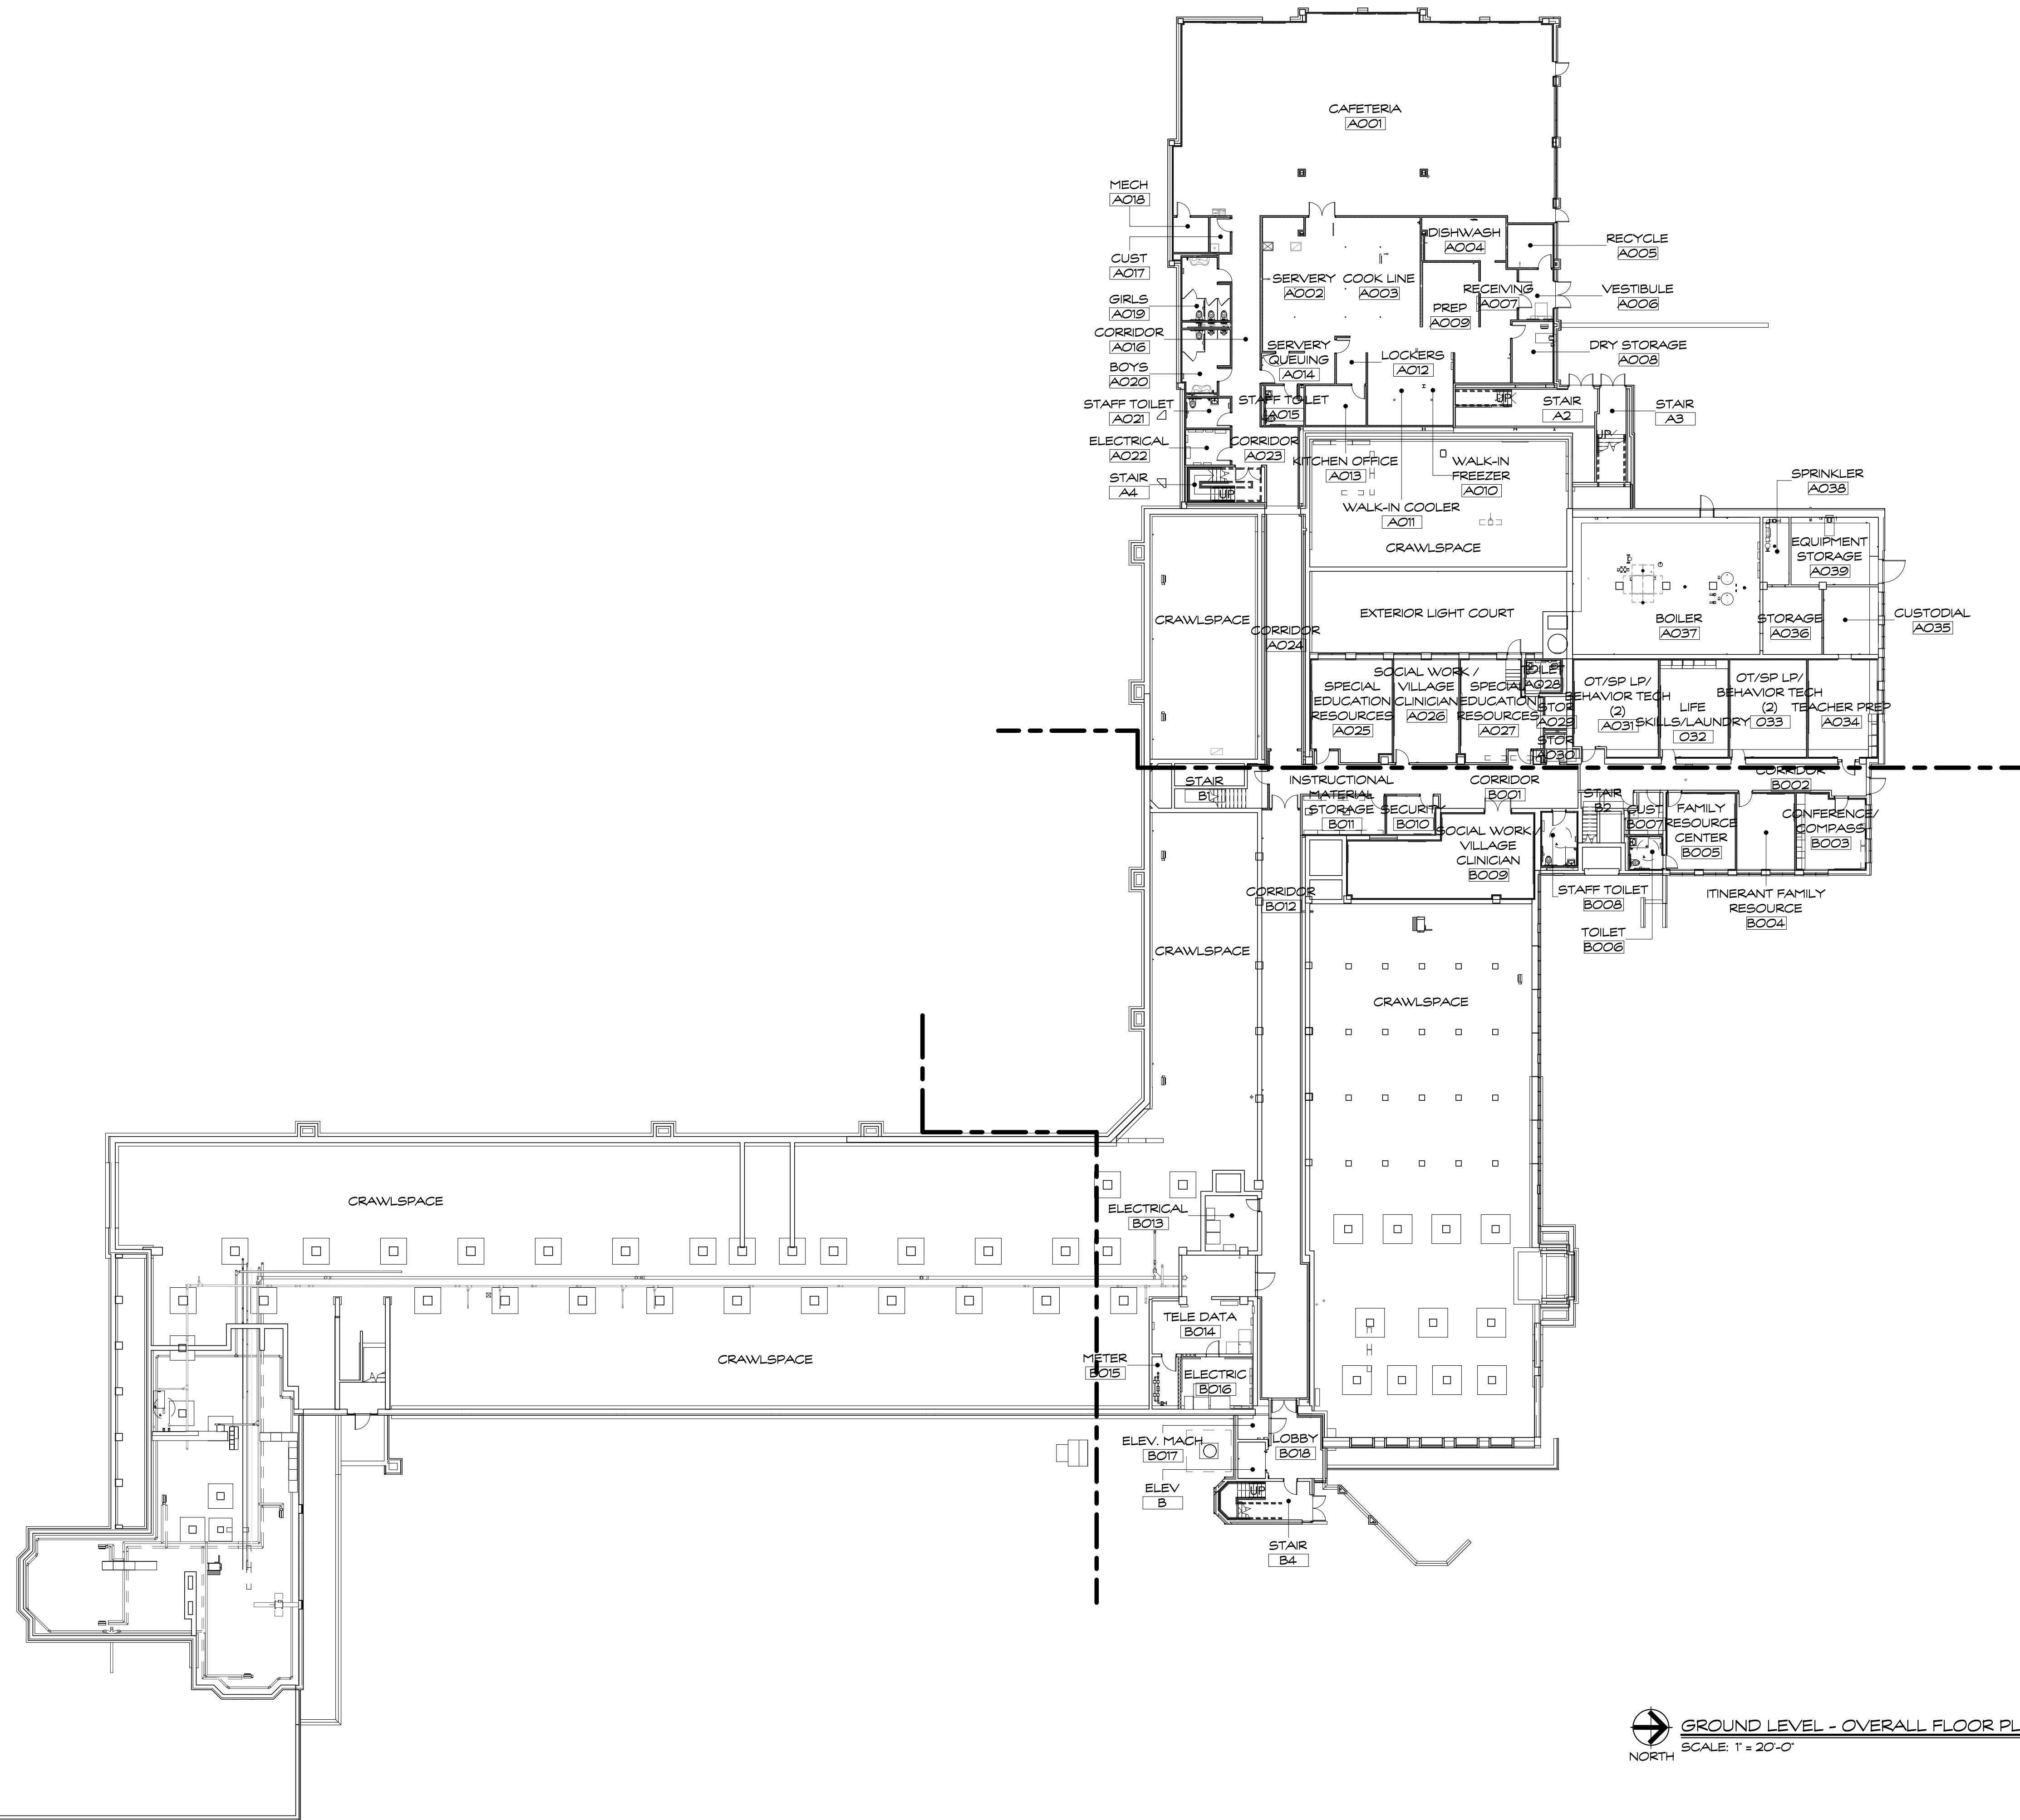 CAFETERIA
A001
MECH
A018
CUST
A017
GIRLS
A019
CORRIDOR
A016
BOYS
A020
STAFF TOILET
A021
ELECTRICAL
A022
STAIR
A4
UP
CORRIDOR
A023
SERVERY
A002
COOK LINE
A003
DISHWASH
A004
RECYCLE
A005
RECEIVING
A007
VESTIBULE
A006
PREP
A009
DRY STORAGE
A008
SERVERY
QUEUING
A014
LOCKERS
A012
STAFF TOILET
A015
UP
STAIR
A2
STAIR
A3
UP
KITCHEN OFFICE
A013
WALK-IN
FREEZER
A010
WALK-IN COOLER
A011
CRAWLSPACE
SPRINKLER
A038
EQUIPMENT
STORAGE
A039
CRAWLSPACE
CORRIDOR
A024
EXTERIOR LIGHT COURT
BOILER
A037
STORAGE
A036
CUSTODIAL
A035
SPECIAL
EDUCATION
RESOURCES
A025
SOCIAL WORK /
VILLAGE
CLINICIAN
A026
SPECIAL
EDUCATION
RESOURCES
A027
TOILET
A028
STOR
A029
STOR
A030
OT/SP LP/
BEHAVIOR TECH
(2)
A031
LIFE
SKILLS/LAUNDRY
032
OT/SP LP/
BEHAVIOR TECH
(2)
033
TEACHER PREP
A034
STAIR
B1
INSTRUCTIONAL
MATERIAL
STORAGE
B011
SECURITY
B010
CORRIDOR
B001
CORRIDOR
B002
STAIR
B2
CUST
B007
FAMILY
RESOURCE
CENTER
B005
CONFERENCE/
COMPASS
B003
SOCIAL WORK /
VILLAGE
CLINICIAN
B009
STAFF TOILET
B008
TOILET
B006
ITINERANT FAMILY
RESOURCE
B004
CORRIDOR
B012
CRAWLSPACE
CRAWLSPACE
CRAWLSPACE
ELECTRICAL
B013
TELE DATA
B014
METER
B015
ELECTRIC
B016
CRAWLSPACE
ELEV. MACH
B017
LOBBY
B018
ELEV
B
UP
STAIR
B4
GROUND LEVEL - OVERALL FLOOR PL
SCALE: 1" = 20'-0"
NORTH